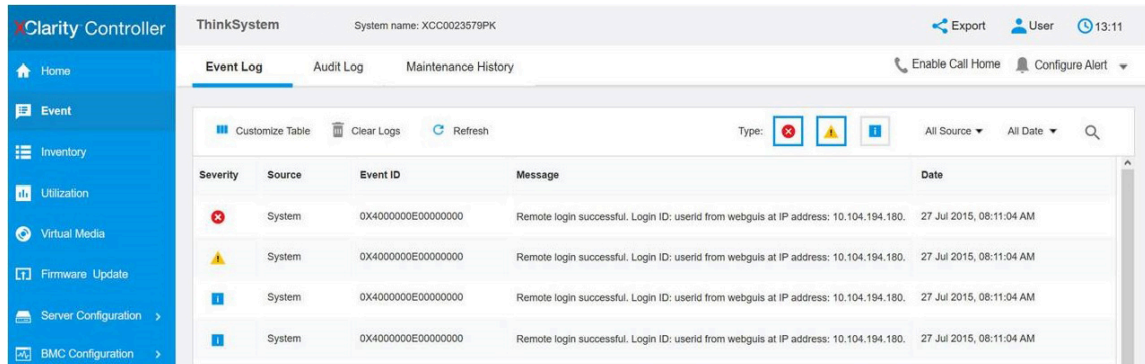 XClarity Controller
ThinkSystem System name: XCC0023579PK Export User 13:11
Home
Event Log Audit Log Maintenance History Enable Call Home Configure Alert
Event
Customize Table Clear Logs Refresh Type: All Source All Date
Inventory
Severity Source Event ID Message Date
Utilization
System 0X4000000E00000000 Remote login successful. Login ID: userid from webguis at IP address: 10.104.194.180. 27 Jul 2015, 08:11:04 AM
Virtual Media
System 0X4000000E00000000 Remote login successful. Login ID: userid from webguis at IP address: 10.104.194.180. 27 Jul 2015, 08:11:04 AM
Firmware Update
System 0X4000000E00000000 Remote login successful. Login ID: userid from webguis at IP address: 10.104.194.180. 27 Jul 2015, 08:11:04 AM
Server Configuration
System 0X4000000E00000000 Remote login successful. Login ID: userid from webguis at IP address: 10.104.194.180. 27 Jul 2015, 08:11:04 AM
BMC Configuration